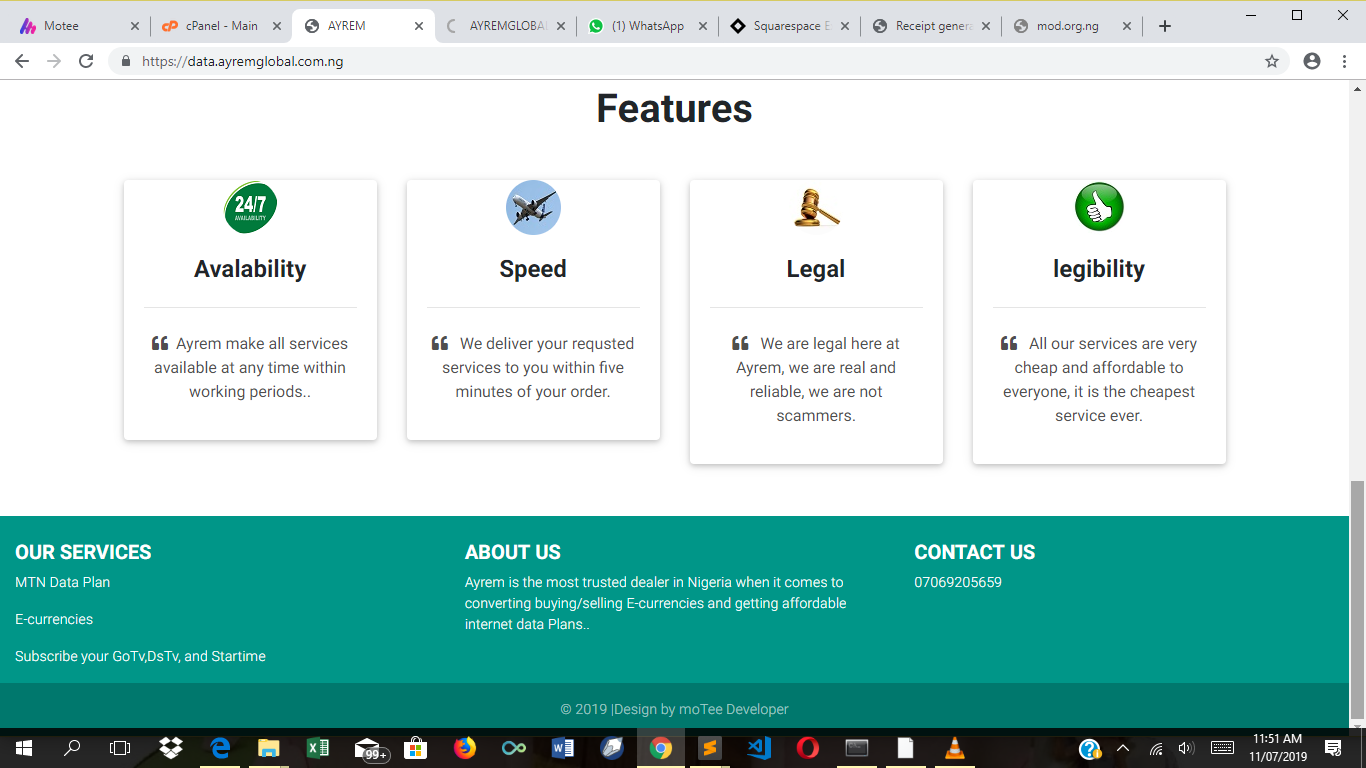 Motee
cPanel - Main
AYREM
AYREMGLOBAL
(1) WhatsApp
Squarespace E
Receipt genera
mod.org.ng
https://data.ayremglobal.com.ng
Features
24/7
AVAILABILITY
Avalability
Ayrem make all services
available at any time within
working periods..
Speed
We deliver your requsted
services to you within five
minutes of your order.
Legal
We are legal here at
Ayrem, we are real and
reliable, we are not
scammers.
legibility
All our services are very
cheap and affordable to
everyone, it is the cheapest
service ever.
OUR SERVICES
MTN Data Plan
E-currencies
Subscribe your GoTv,DsTv, and Startime
ABOUT US
Ayrem is the most trusted dealer in Nigeria when it comes to
converting buying/selling E-currencies and getting affordable
internet data Plans..
CONTACT US
07069205659
© 2019 |Design by moTee Developer
99+
11:51 AM
11/07/2019